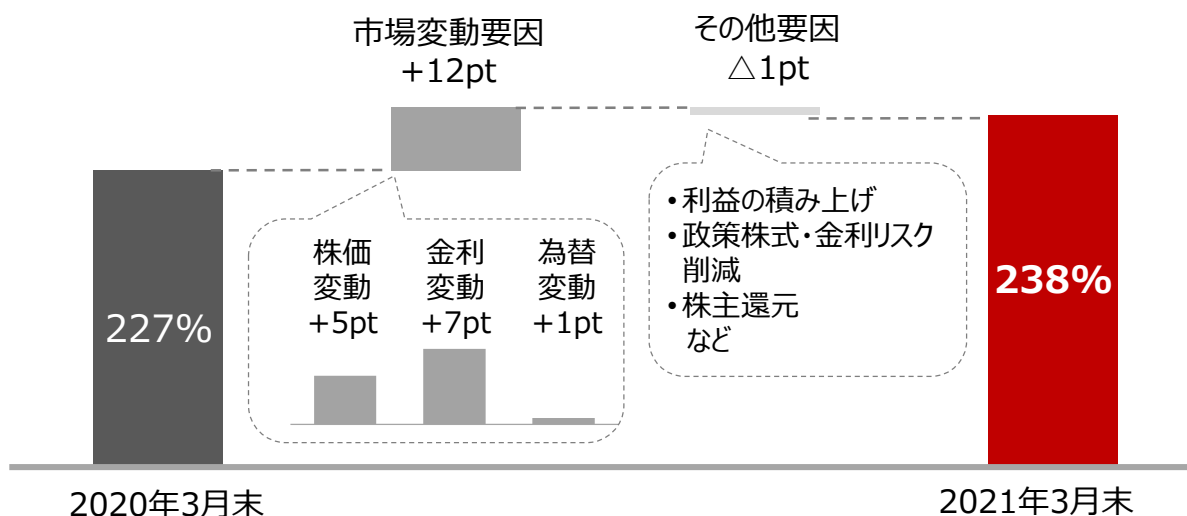 市場変動要因
+12pt
その他要因
△1pt
株価
変動
+5pt
金利
変動
+7pt
為替
変動
+1pt
•利益の積み上げ
•政策株式・金利リスク
削減
•株主還元
など
227%
238%
2020年3月末
2021年3月末